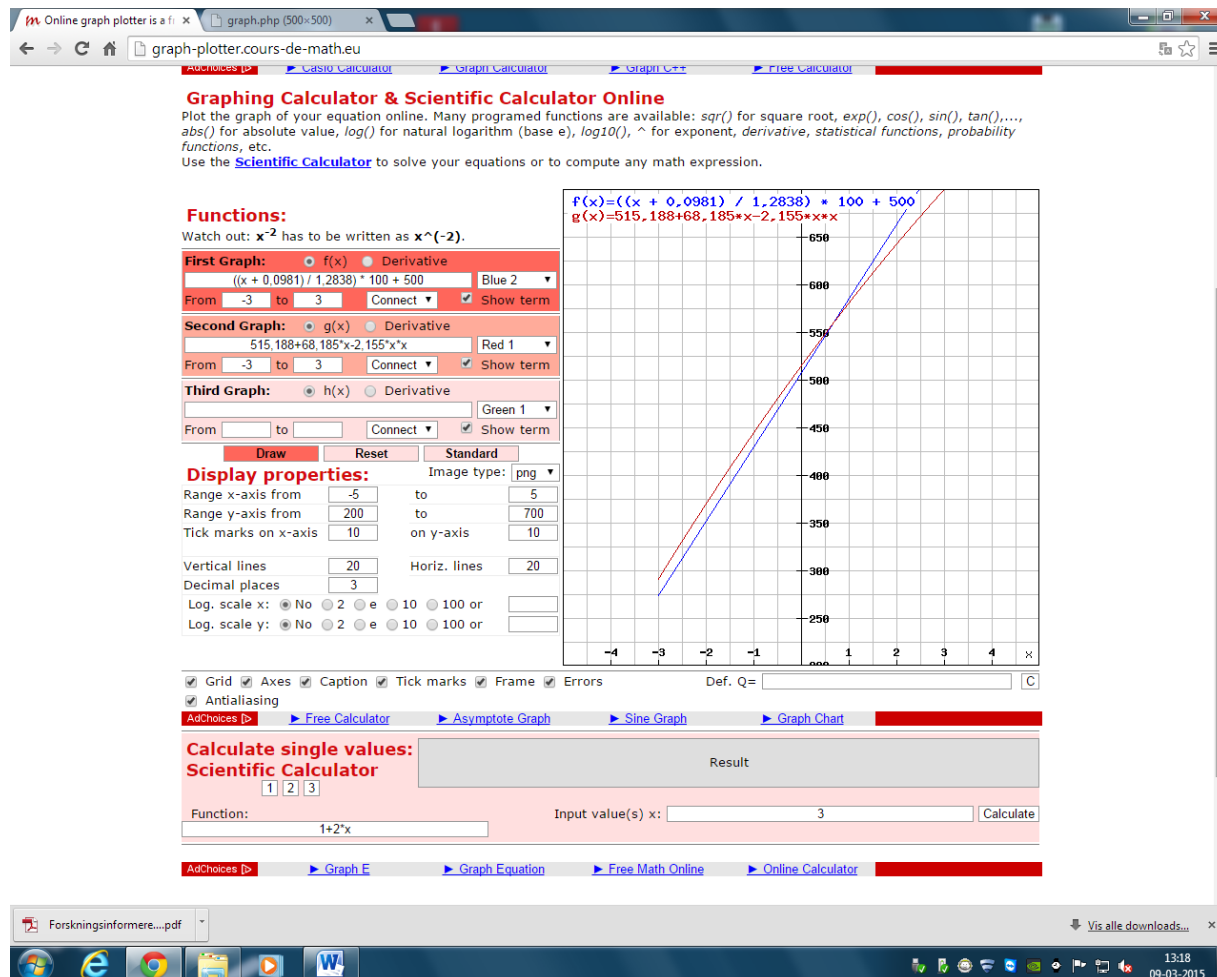 Online graph plotter is a fr
graph.php (500×500)
graph-plotter.cours-de-math.eu
AdChoices
► Casio Calculator
► Graph Calculator
► Graph C++
► Free Calculator
Graphing Calculator & Scientific Calculator Online
Plot the graph of your equation online. Many programed functions are available: sqr() for square root, exp(), cos(), sin(), tan(),...,
abs() for absolute value, log() for natural logarithm (base e), log10(), ^ for exponent, derivative, statistical functions, probability
functions, etc.
Use the Scientific Calculator to solve your equations or to compute any math expression.
Functions:
Watch out: x-2 has to be written as x^(-2).
First Graph: f(x) Derivative
((x + 0,0981) / 1,2838) * 100 + 500 Blue 2
From -3 to 3 Connect Show term
Second Graph: g(x) Derivative
515,188+68,185*x-2,155*x*x Red 1
From -3 to 3 Connect Show term
Third Graph: h(x) Derivative
Green 1
From to Connect Show term
Draw Reset Standard
Display properties: Image type: png
Range x-axis from -5 to 5
Range y-axis from 200 to 700
Tick marks on x-axis 10 on y-axis 10
Vertical lines 20 Horiz. lines 20
Decimal places 3
Log. scale x: No 2 e 10 100 or
Log. scale y: No 2 e 10 100 or
f(x)=((x + 0,0981) / 1,2838) * 100 + 500
g(x)=515,188+68,185*x-2,155*x*x
650
600
550
500
450
400
350
300
250
-4 -3 -2 -1 1 2 3 4 x
Grid Axes Caption Tick marks Frame Errors Def. Q= C
Antialiasing
AdChoices
► Free Calculator
► Asymptote Graph
► Sine Graph
► Graph Chart
Calculate single values:
Scientific Calculator
1 2 3
Result
Function: Input value(s) x: 3 Calculate
1+2*x
AdChoices
► Graph E
► Graph Equation
► Free Math Online
► Online Calculator
Forskningsinformere....pdf
Vis alle downloads...
13:18
09-03-2015